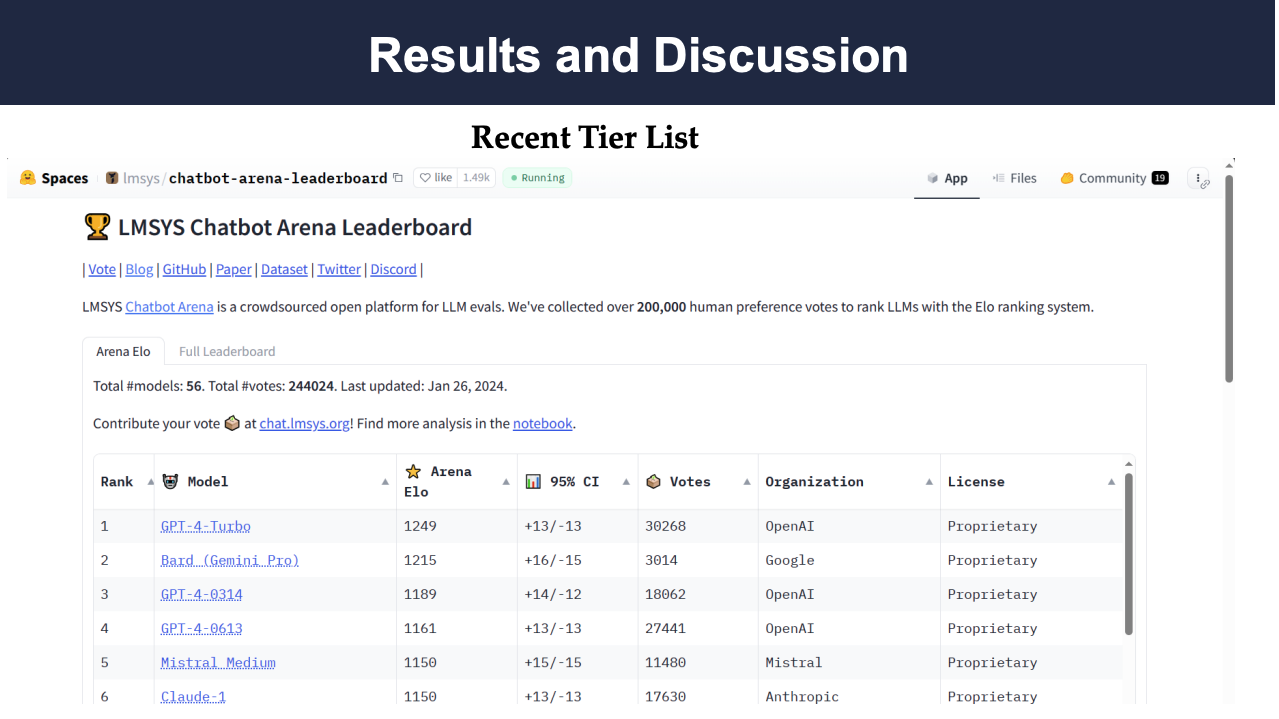 Results and Discussion
Recent Tier List
Spaces lmsys/chatbot-arena-leaderboard like 1.49k Running App Files Community 19
LMSYS Chatbot Arena Leaderboard
| Vote | Blog | GitHub | Paper | Dataset | Twitter | Discord |
LMSYS Chatbot Arena is a crowdsourced open platform for LLM evals. We've collected over 200,000 human preference votes to rank LLMs with the Elo ranking system.
Arena Elo Full Leaderboard
Total #models: 56. Total #votes: 244024. Last updated: Jan 26, 2024.
Contribute your vote 🗳 at chat.lmsys.org! Find more analysis in the notebook.
Rank Model Arena Elo 95% CI Votes Organization License
1 GPT-4-Turbo 1249 +13/-13 30268 OpenAI Proprietary
2 Bard (Gemini Pro) 1215 +16/-15 3014 Google Proprietary
3 GPT-4-0314 1189 +14/-12 18062 OpenAI Proprietary
4 GPT-4-0613 1161 +13/-13 27441 OpenAI Proprietary
5 Mistral Medium 1150 +15/-15 11480 Mistral Proprietary
6 Claude-1 1150 +13/-13 17630 Anthropic Proprietary